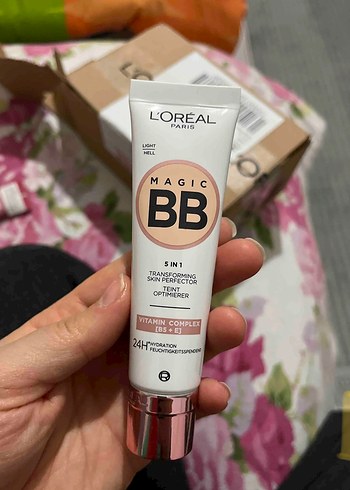 L'ORÉAL
PARIS
LIGHT
HELL
MAGIC
BB
5 IN 1
TRANSFORMING
SKIN PERFECTOR
TEINT
OPTIMIERER
VITAMIN COMPLEX
[B5 + E]
24H* HYDRATION
FEUCHTIGKEITSSPENDEND